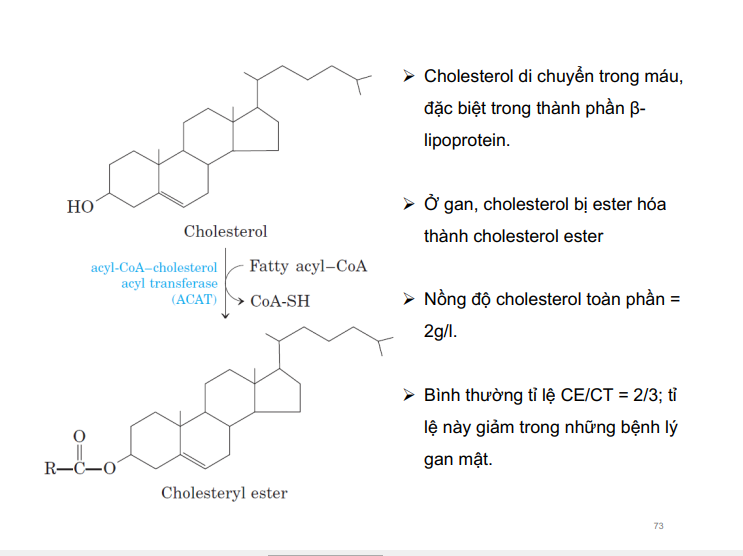 HO
Cholesterol
acyl-CoA–cholesterol
acyl transferase
(ACAT)
Fatty acyl–CoA
CoA-SH
O
R—C—O
Cholesteryl ester
➢ Cholesterol di chuyển trong máu,
đặc biệt trong thành phần β-
lipoprotein.
➢ Ở gan, cholesterol bị ester hóa
thành cholesterol ester
➢ Nồng độ cholesterol toàn phần =
2g/l.
➢ Bình thường tỉ lệ CE/CT = 2/3; tỉ
lệ này giảm trong những bệnh lý
gan mật.
73